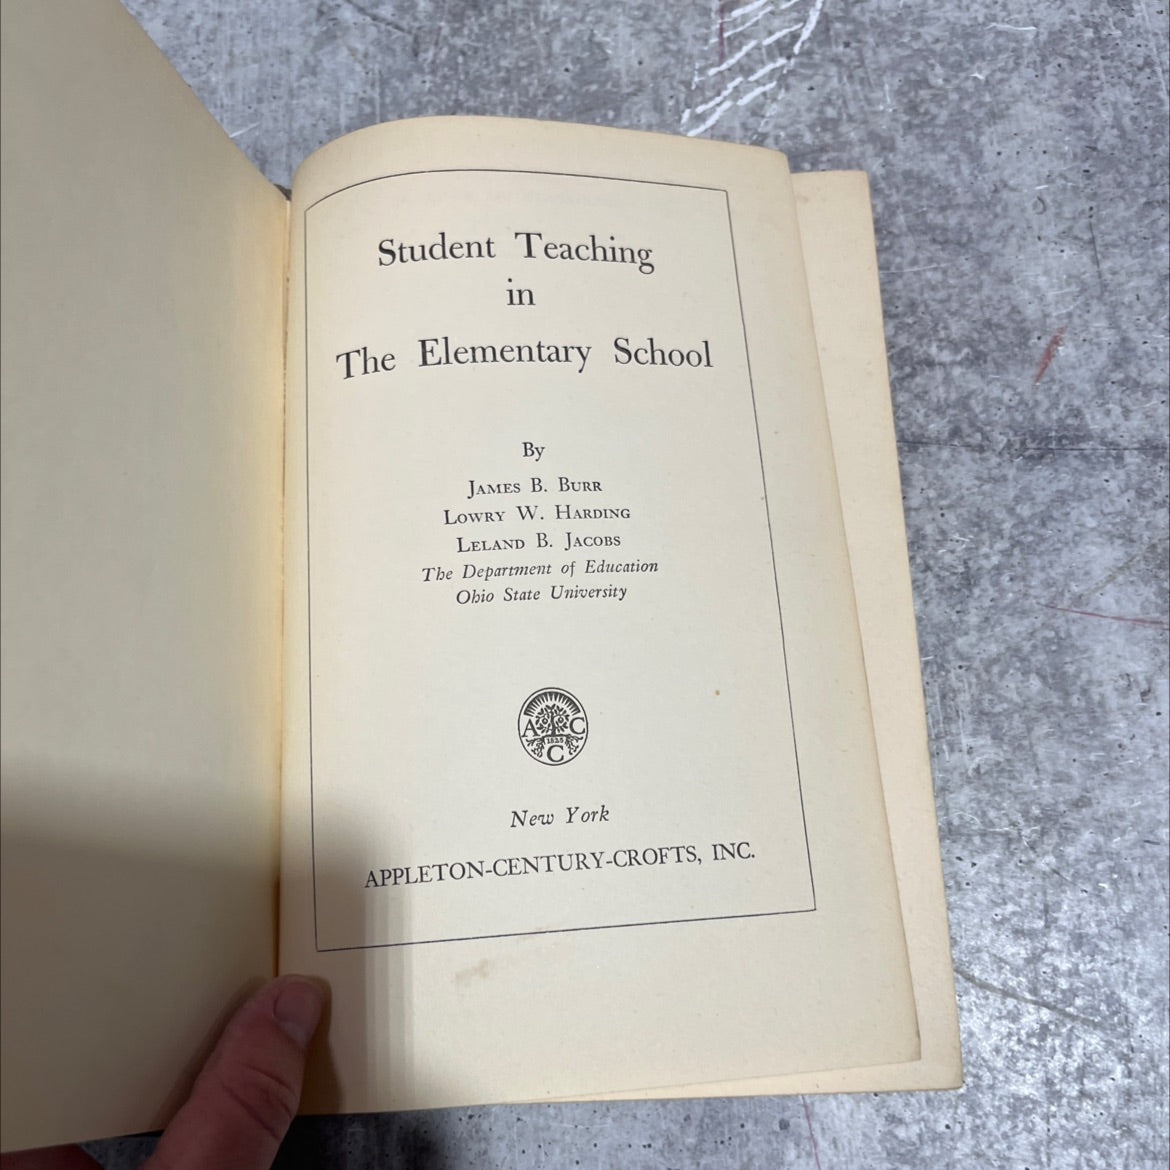 Student Teaching
in
The Elementary School
By
JAMES B. BURR
LOWRY W. HARDING
LELAND B. JACOBS
The Department of Education
Ohio State University
A C
1825
C
New York
APPLETON-CENTURY-CROFTS, INC.